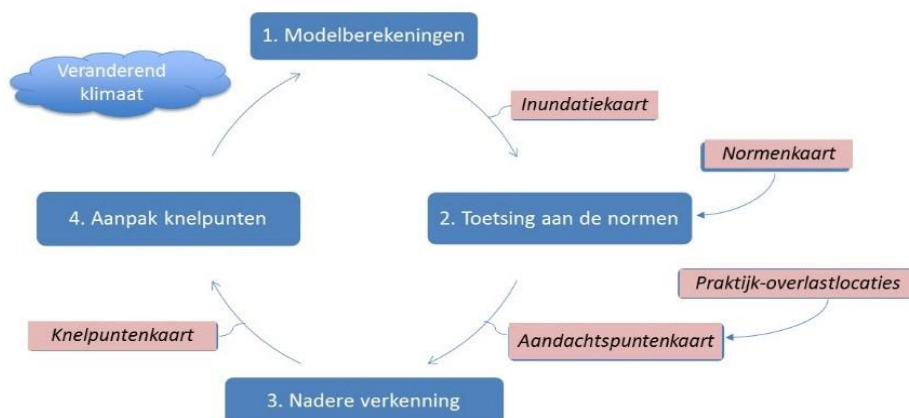 1. Modelberekeningen
Veranderend
klimaat
Inundatiekaart
Normenkaart
4. Aanpak knelpunten
2. Toetsing aan de normen
Praktijk-overlastlocaties
Knelpuntenkaart
Aandachtspuntenkaart
3. Nadere verkenning